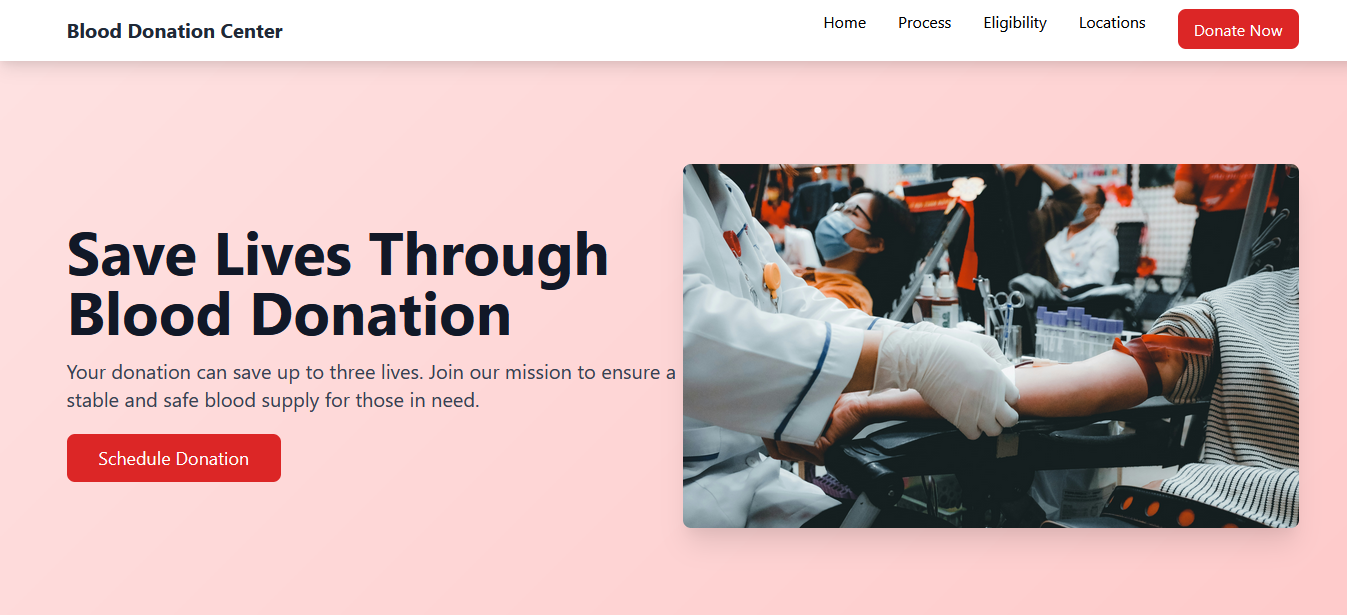 Blood Donation Center
Home Process Eligibility Locations Donate Now
Save Lives Through
Blood Donation
Your donation can save up to three lives. Join our mission to ensure a
stable and safe blood supply for those in need.
Schedule Donation